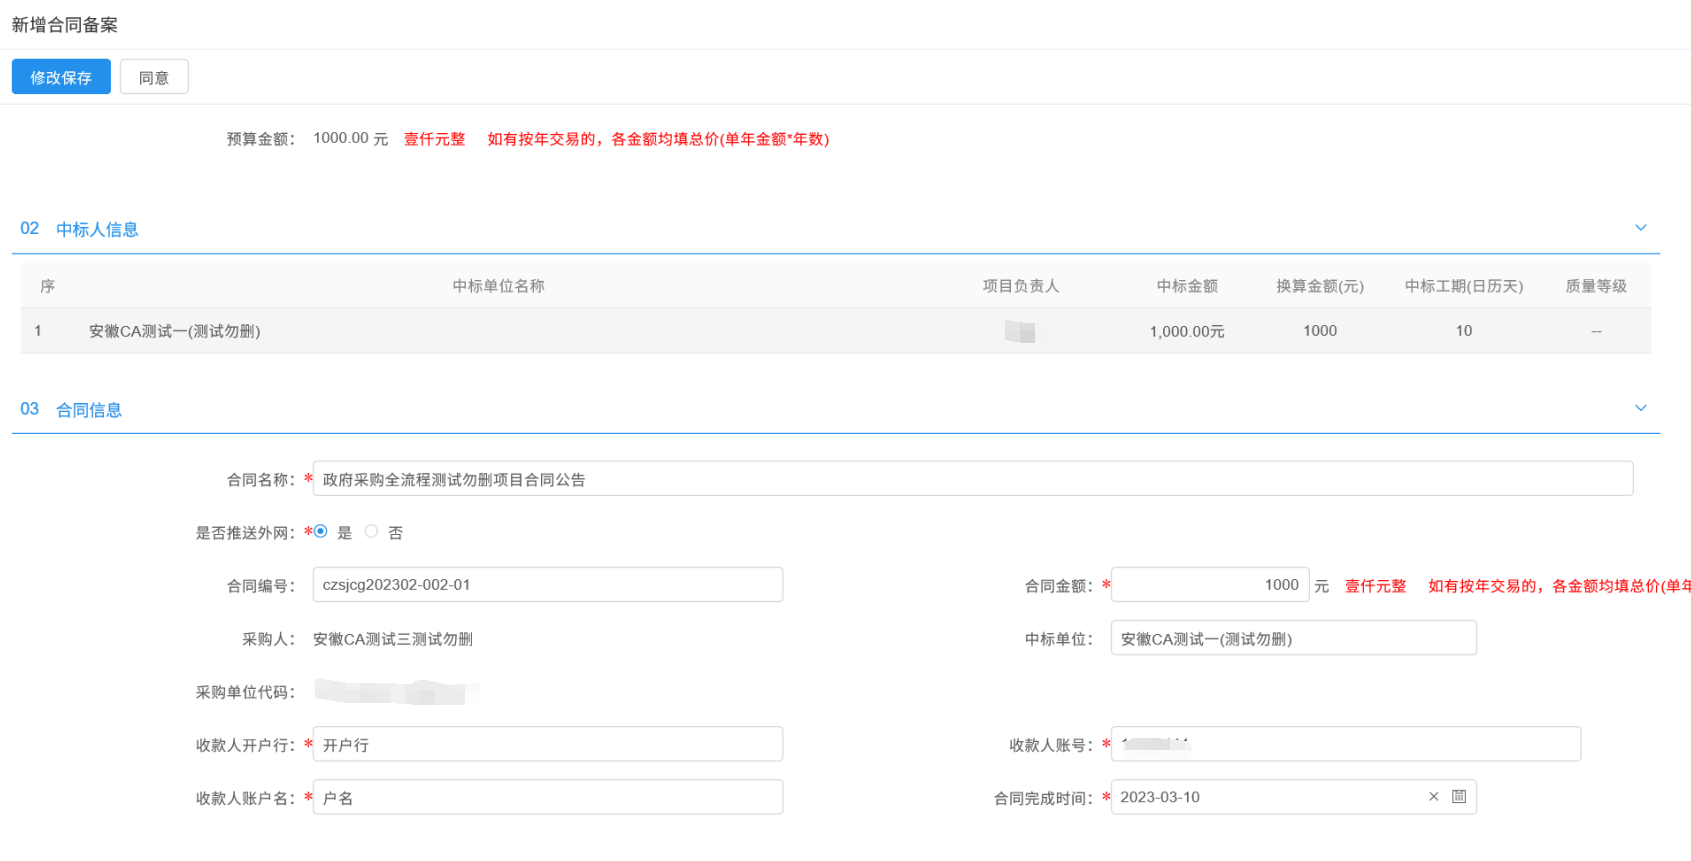 新增合同备案
修改保存 同意
预算金额： 1000.00 元 壹仟元整 如有按年交易的，各金额均填总价(单年金额*年数)
02 中标人信息
序 中标单位名称 项目负责人 中标金额 换算金额(元) 中标工期(日历天) 质量等级
1 安徽CA测试一(测试勿删) 1,000.00元 1000 10 --
03 合同信息
合同名称：*政府采购全流程测试勿删项目合同公告
是否推送外网：* 是 否
合同编号： czsjcg202302-002-01 合同金额：* 1000 元 壹仟元整 如有按年交易的，各金额均填总价(单年
采购人： 安徽CA测试三测试勿删 中标单位： 安徽CA测试一(测试勿删)
采购单位代码：
收款人开户行：*开户行 收款人账号：*
收款人账户名：*户名 合同完成时间：*2023-03-10